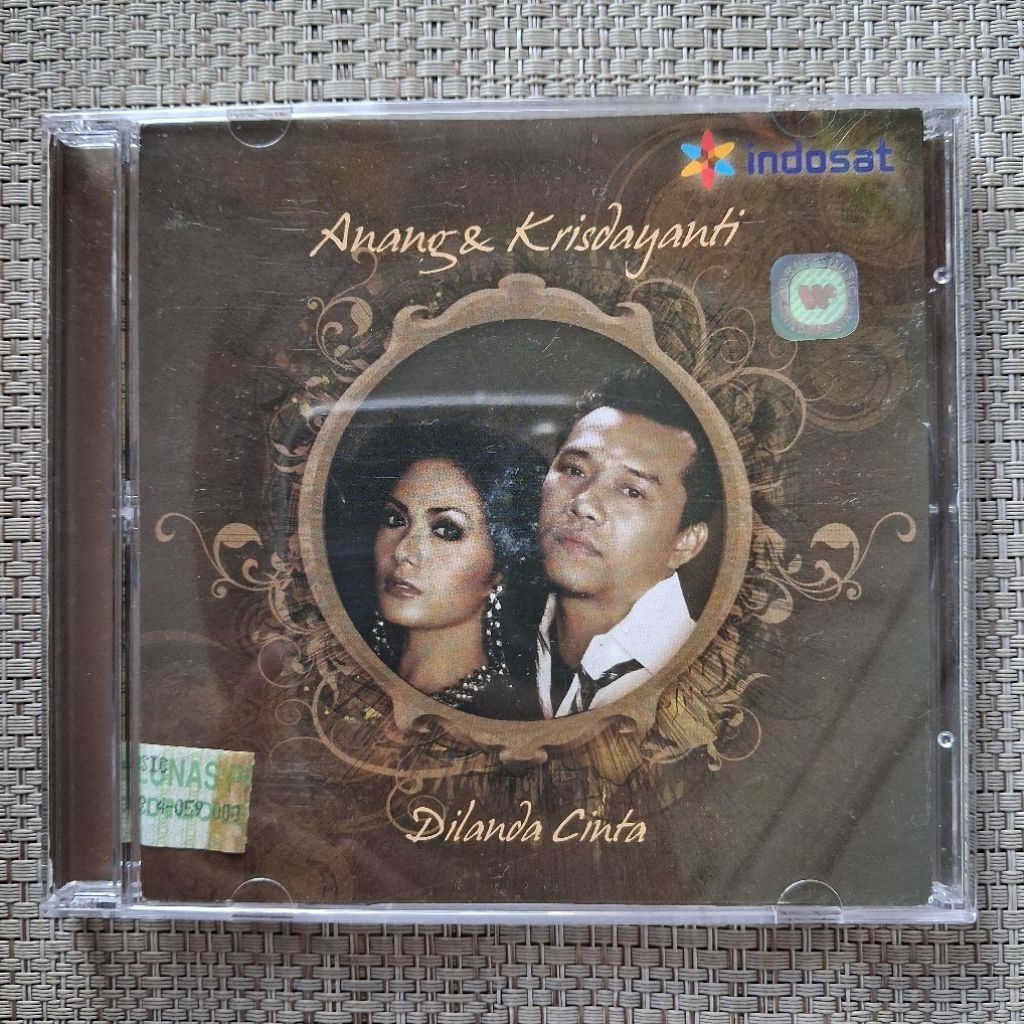 indosat
Anang & Krisdayanti
Dilanda Cinta